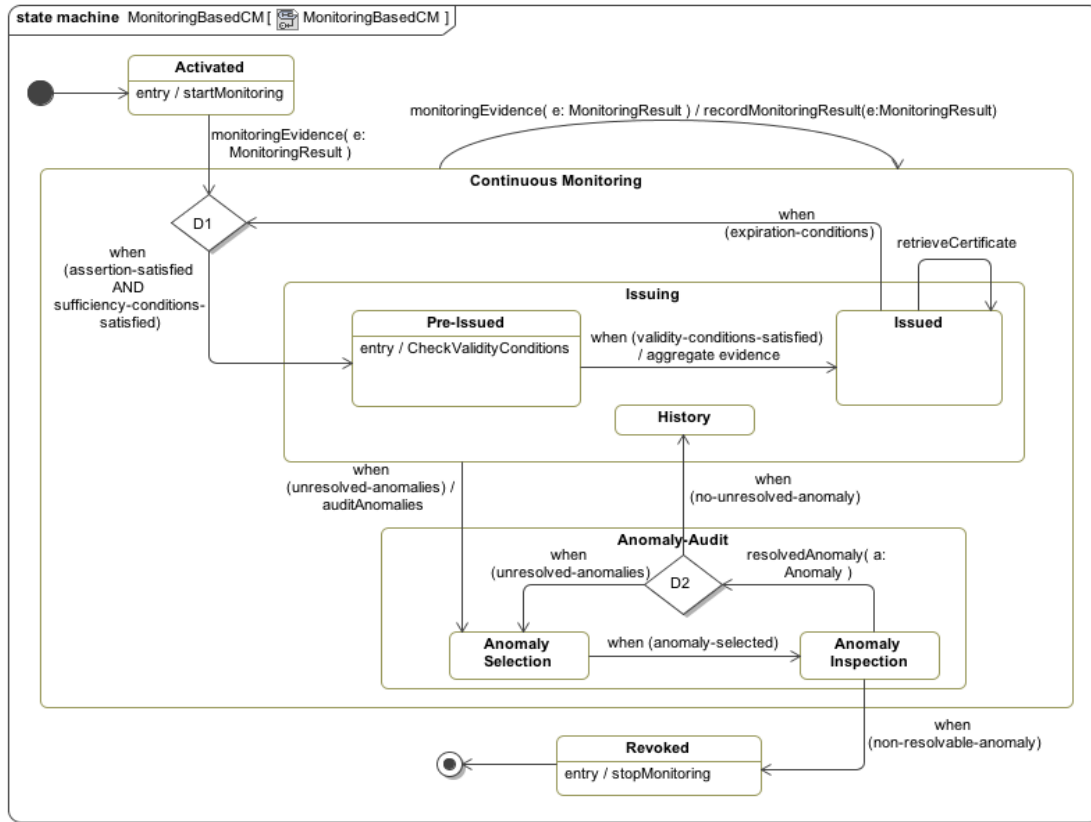 state machine MonitoringBasedCM [ MonitoringBasedCM ]
Activated
entry / startMonitoring
monitoringEvidence( e: MonitoringResult ) / recordMonitoringResult(e:MonitoringResult)
monitoringEvidence( e:
MonitoringResult )
Continuous Monitoring
D1
when
(expiration-conditions)
retrieveCertificate
when
(assertion-satisfied
AND
sufficiency-conditions-
satisfied)
Issuing
Pre-Issued
entry / CheckValidityConditions
when (validity-conditions-satisfied)
/ aggregate evidence
Issued
History
when
(unresolved-anomalies) /
auditAnomalies
when
(no-unresolved-anomaly)
Anomaly-Audit
when
(unresolved-anomalies)
D2
resolvedAnomaly( a:
Anomaly )
Anomaly
Selection
when (anomaly-selected)
Anomaly
Inspection
when
(non-resolvable-anomaly)
Revoked
entry / stopMonitoring